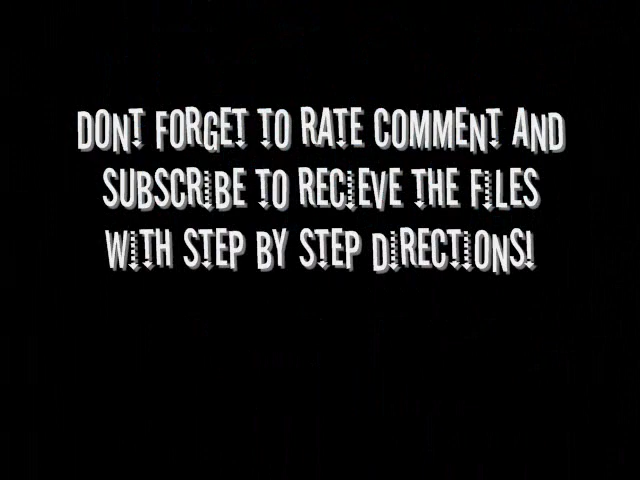 DONT FORGET TO RATE COMMENT AND
SUBSCRIBE TO RECIEVE THE FILES
WITH STEP BY STEP DIRECTIONS!